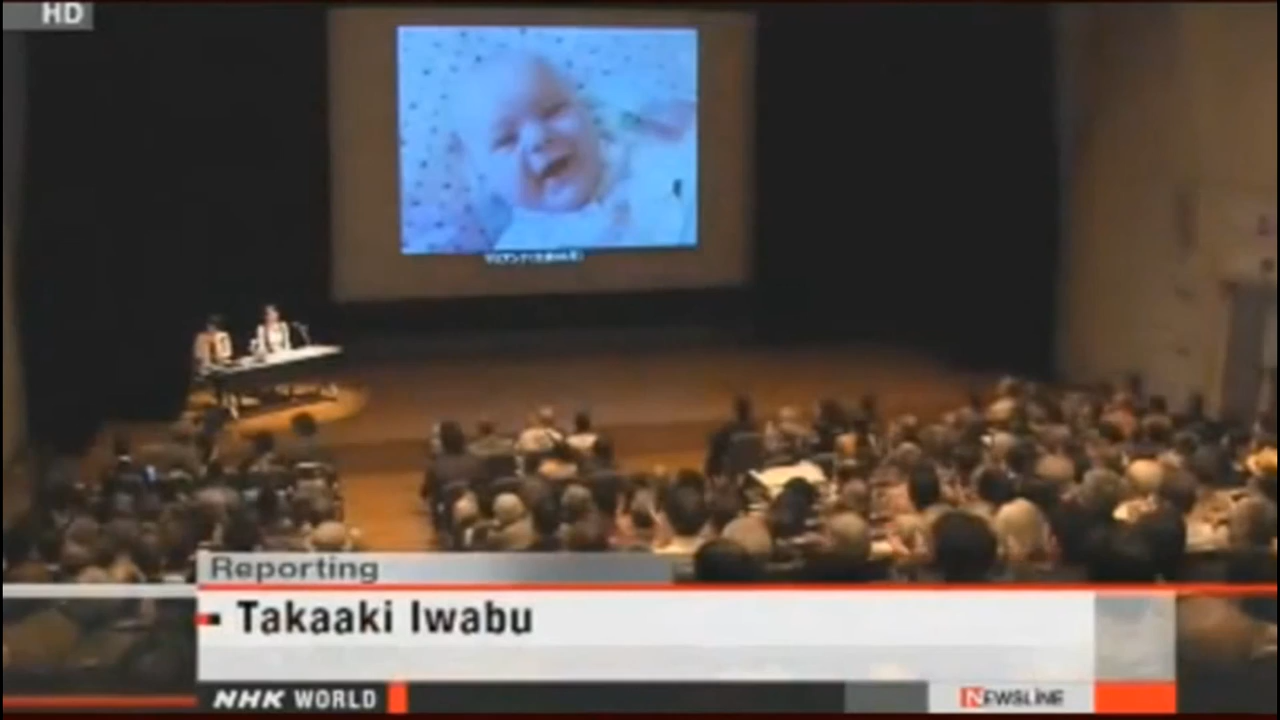 HD
Reporting
Takaaki Iwabu
NHK WORLD
NEWSLINE